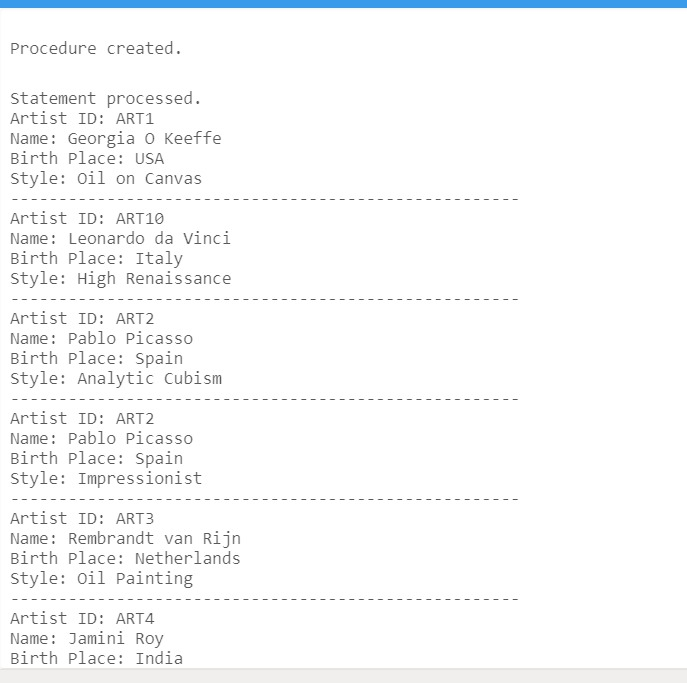 Procedure created.
Statement processed.
Artist ID: ART1
Name: Georgia O Keeffe
Birth Place: USA
Style: Oil on Canvas
-----------------------------------------------------
Artist ID: ART10
Name: Leonardo da Vinci
Birth Place: Italy
Style: High Renaissance
-----------------------------------------------------
Artist ID: ART2
Name: Pablo Picasso
Birth Place: Spain
Style: Analytic Cubism
-----------------------------------------------------
Artist ID: ART2
Name: Pablo Picasso
Birth Place: Spain
Style: Impressionist
-----------------------------------------------------
Artist ID: ART3
Name: Rembrandt van Rijn
Birth Place: Netherlands
Style: Oil Painting
-----------------------------------------------------
Artist ID: ART4
Name: Jamini Roy
Birth Place: India